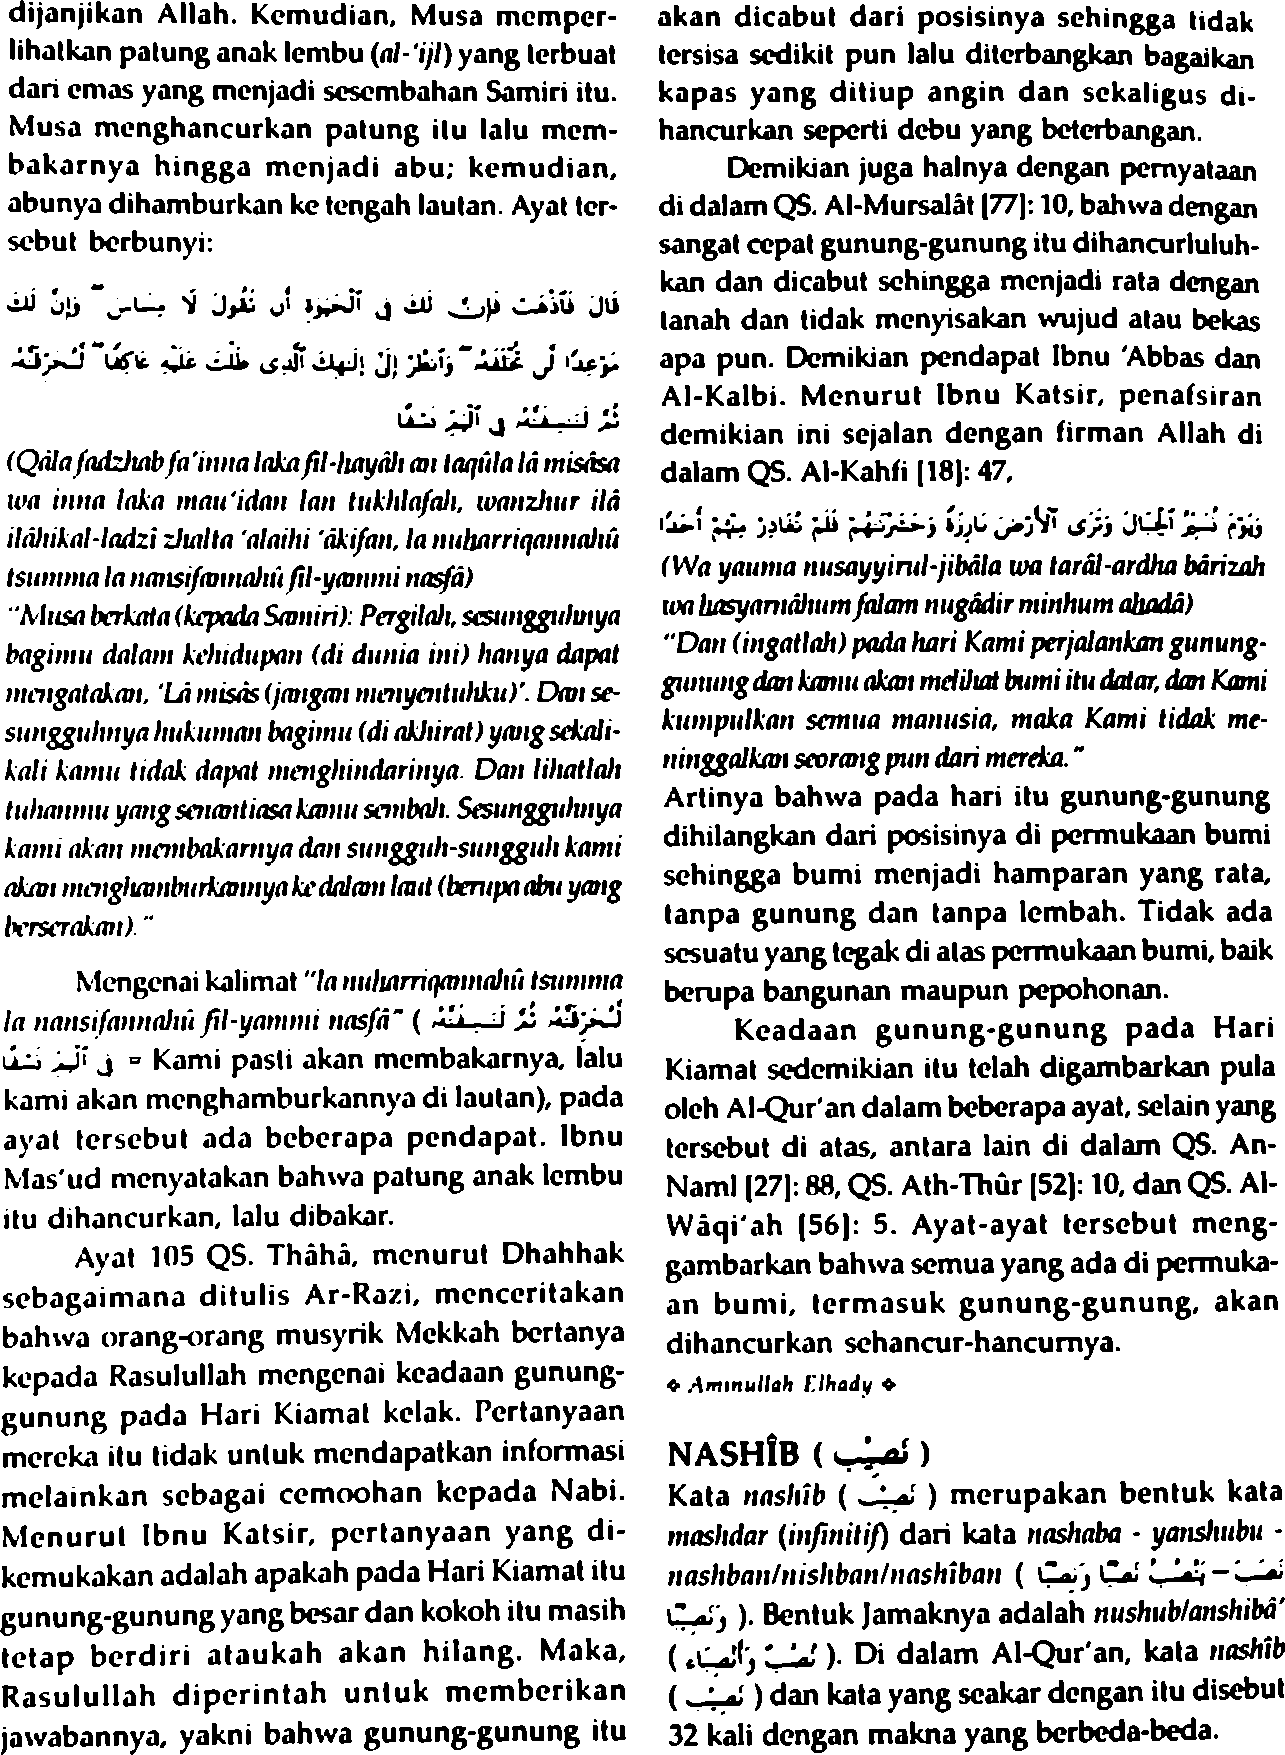 dijanjikan Allah. Kemudian, Musa memper-
lihatkan patung anak lembu (al-'ijl) yang terbuat
dari emas yang menjadi sesembahan Samiri itu.
Musa menghancurkan patung itu lalu mem-
bakarnya hingga menjadi abu; kemudian,
abunya dihamburkan ke tengah lautan. Ayat ter-
sebut berbunyi:
قَالَ فَٱذْهَبْ فَإِنَّ لَكَ فِى ٱلْحَيَوٰةِ أَن تَقُولَ لَا مِسَاسَ ۖ وَإِنَّ لَكَ
مَوْعِدًا لَّن تُخْلَفَهُۥ ۖ وَٱنظُرْ إِلَىٰٓ إِلَٰهِكَ ٱلَّذِى ظَلْتَ عَلَيْهِ عَاكِفًا ۖ لَّنُحَرِّقَنَّهُۥ
ثُمَّ لَنَنسِفَنَّهُۥ فِى ٱلْيَمِّ نَسْفًا
(Qâla fadzhab fa'inna laka fil-hayâh an taqûla lâ misâsa
wa inna laka mau'idan lan tukhlafah, wanzhur ilâ
ilâhikal-ladzî zhalta 'alaihi 'âkifan, la nuharriqannahû
tsumma la nansifannahû fil-yammi nasfâ)
"Musa berkata (kepada Samiri): Pergilah, sesungguhnya
bagimu dalam kehidupan (di dunia ini) hanya dapat
mengatakan, 'Lâ misâs (jangan menyentuhku)'. Dan se-
sungguhnya hukuman bagimu (di akhirat) yang sekali-
kali kamu tidak dapat menghindarinya. Dan lihatlah
tuhanmu yang senantiasa kamu sembah. Sesungguhnya
kami akan membakarnya dan sungguh-sungguh kami
akan menghamburkannya ke dalam laut (berupa abu yang
berserakan)."
Mengenai kalimat "la nuharriqannahû tsumma
la nansifannahû fil-yammi nasfâ" ( لَنُحَرِّقَنَّهُ ثُمَّ لَنَنسِفَنَّهُ
فِى ٱلْيَمِّ نَسْفًا = Kami pasti akan membakarnya, lalu
kami akan menghamburkannya di lautan), pada
ayat tersebut ada beberapa pendapat. Ibnu
Mas'ud menyatakan bahwa patung anak lembu
itu dihancurkan, lalu dibakar.
Ayat 105 QS. Thâhâ, menurut Dhahhak
sebagaimana ditulis Ar-Razi, menceritakan
bahwa orang-orang musyrik Mekkah bertanya
kepada Rasulullah mengenai keadaan gunung-
gunung pada Hari Kiamat kelak. Pertanyaan
mereka itu tidak untuk mendapatkan informasi
melainkan sebagai cemoohan kepada Nabi.
Menurut Ibnu Katsir, pertanyaan yang di-
kemukakan adalah apakah pada Hari Kiamat itu
gunung-gunung yang besar dan kokoh itu masih
tetap berdiri ataukah akan hilang. Maka,
Rasulullah diperintah untuk memberikan
jawabannya, yakni bahwa gunung-gunung itu
akan dicabut dari posisinya sehingga tidak
tersisa sedikit pun lalu diterbangkan bagaikan
kapas yang ditiup angin dan sekaligus di-
hancurkan seperti debu yang beterbangan.
Demikian juga halnya dengan pernyataan
di dalam QS. Al-Mursalât [77]: 10, bahwa dengan
sangat cepat gunung-gunung itu dihancurluluh-
kan dan dicabut sehingga menjadi rata dengan
tanah dan tidak menyisakan wujud atau bekas
apa pun. Demikian pendapat Ibnu 'Abbas dan
Al-Kalbi. Menurut Ibnu Katsir, penafsiran
demikian ini sejalan dengan firman Allah di
dalam QS. Al-Kahfi [18]: 47,
وَيَوْمَ نُسَيِّرُ ٱلْجِبَالَ وَتَرَى ٱلْأَرْضَ بَارِزَةً وَحَشَرْنَٰهُمْ فَلَمْ نُغَادِرْ مِنْهُمْ أَحَدًا
(Wa yauma nusayyirul-jibâla wa tarâl-ardha bârizah
wa hasyarnâhum falam nugâdir minhum ahadâ)
"Dan (ingatlah) pada hari Kami perjalankan gunung-
gunung dan kamu akan melihat bumi itu datar, dan Kami
kumpulkan semua manusia, maka Kami tidak me-
ninggalkan seorang pun dari mereka."
Artinya bahwa pada hari itu gunung-gunung
dihilangkan dari posisinya di permukaan bumi
sehingga bumi menjadi hamparan yang rata,
tanpa gunung dan tanpa lembah. Tidak ada
sesuatu yang tegak di atas permukaan bumi, baik
berupa bangunan maupun pepohonan.
Keadaan gunung-gunung pada Hari
Kiamat sedemikian itu telah digambarkan pula
oleh Al-Qur'an dalam beberapa ayat, selain yang
tersebut di atas, antara lain di dalam QS. An-
Naml [27]: 88, QS. Ath-Thûr [52]: 10, dan QS. Al-
Wâqi'ah [56]: 5. Ayat-ayat tersebut meng-
gambarkan bahwa semua yang ada di permuka-
an bumi, termasuk gunung-gunung, akan
dihancurkan sehancur-hancurnya.
❖ Aminullah Elhady ❖
NASHÎB ( نَصِيْب )
Kata nashîb ( نَصِيْب ) merupakan bentuk kata
mashdar (infinitif) dari kata nashaba - yanshubu -
nashban/nishban/nashîban ( نَصَبَ – يَنْصُبُ نَصْبًا وَنِصْبًا
وَنَصِيْبًا ). Bentuk Jamaknya adalah nushub/anshibâ'
( نُصُبٌ وَأَنْصِبَاء ). Di dalam Al-Qur'an, kata nashîb
( نَصِيْب ) dan kata yang seakar dengan itu disebut
32 kali dengan makna yang berbeda-beda.